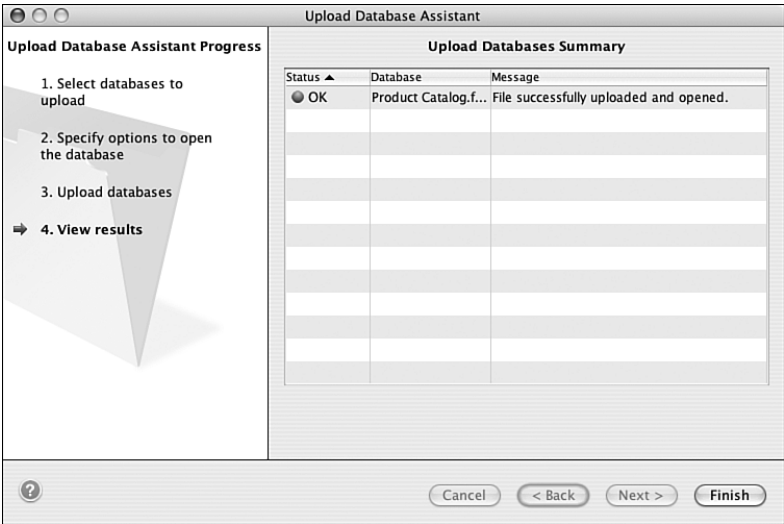 Upload Database Assistant
Upload Database Assistant Progress
1. Select databases to
upload
2. Specify options to open
the database
3. Upload databases
4. View results
Upload Databases Summary
Status Database Message
OK Product Catalog.f... File successfully uploaded and opened.
?
Cancel < Back Next > Finish